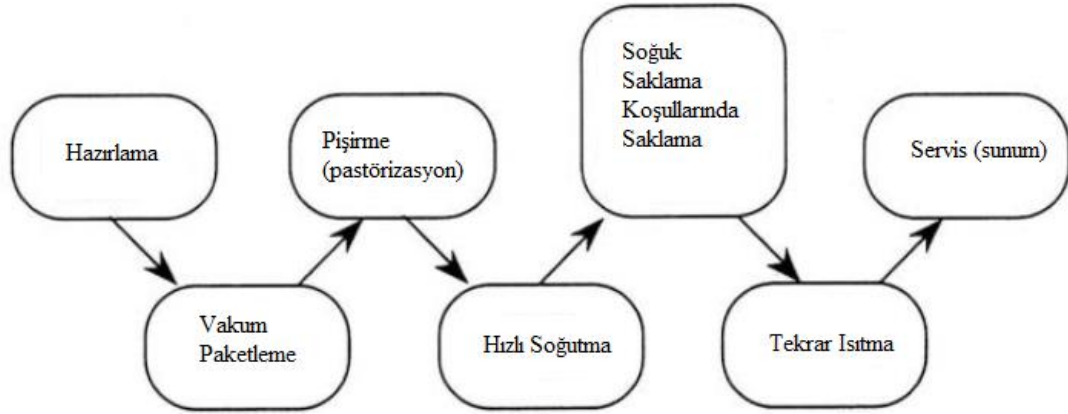 Hazırlama
Vakum
Paketleme
Pişirme
(pastörizasyon)
Hızlı Soğutma
Soğuk
Saklama
Koşullarında
Saklama
Tekrar Isıtma
Servis (sunum)